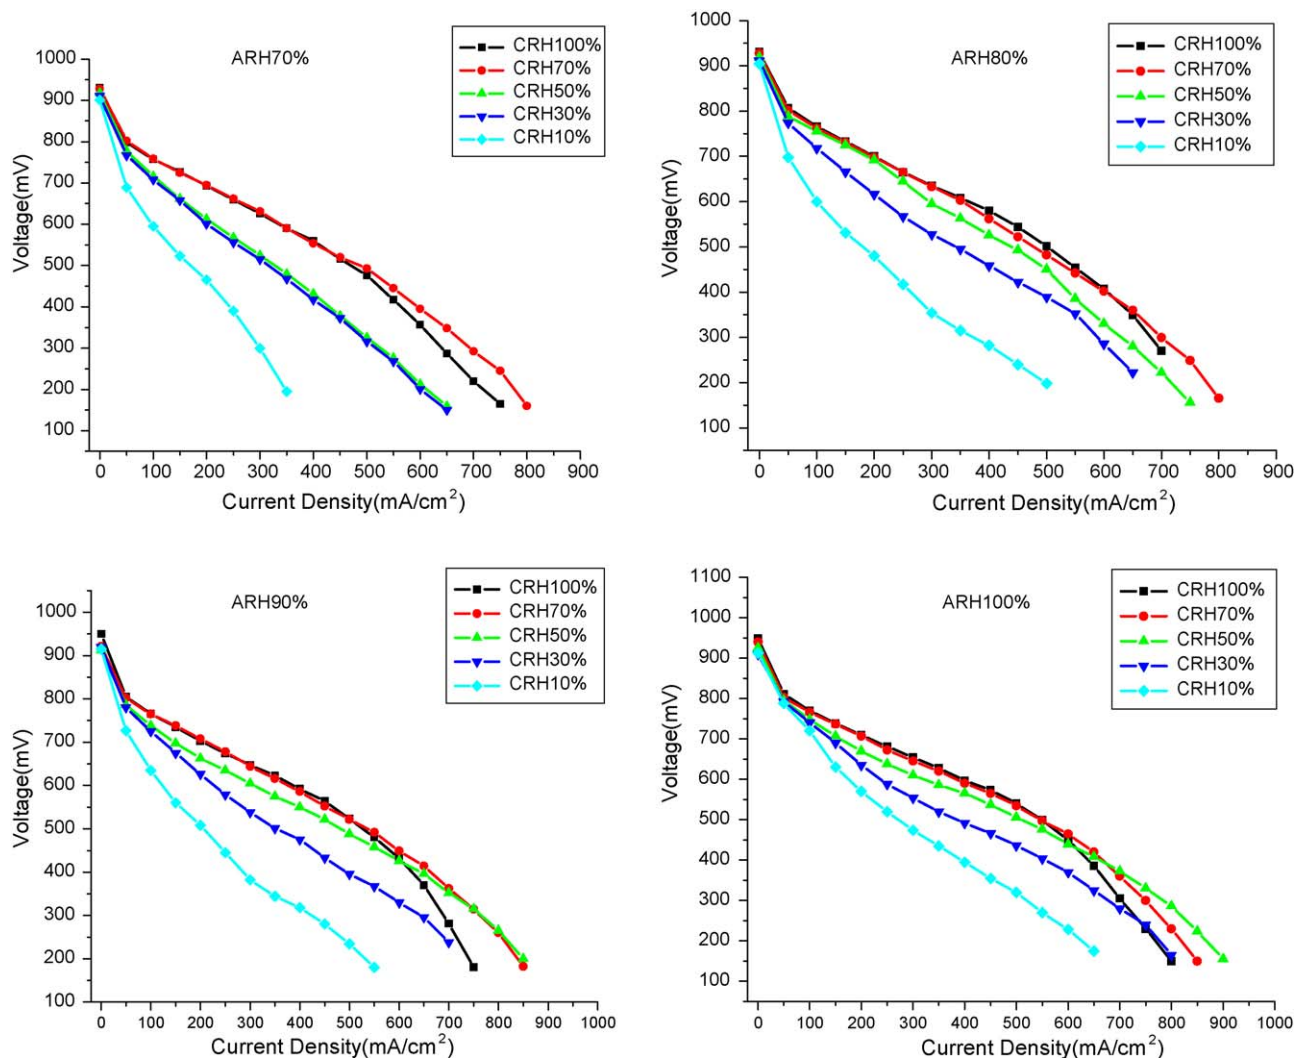 ARH70%
CRH100%
CRH70%
CRH50%
CRH30%
CRH10%
1000
900
800
700
600
500
400
300
200
100
Voltage(mV)
0 100 200 300 400 500 600 700 800 900
Current Density(mA/cm²)
ARH80%
CRH100%
CRH70%
CRH50%
CRH30%
CRH10%
1000
900
800
700
600
500
400
300
200
100
Voltage(mV)
0 100 200 300 400 500 600 700 800 900
Current Density(mA/cm²)
ARH90%
CRH100%
CRH70%
CRH50%
CRH30%
CRH10%
1000
900
800
700
600
500
400
300
200
100
Voltage(mV)
0 100 200 300 400 500 600 700 800 900 1000
Current Density(mA/cm²)
ARH100%
CRH100%
CRH70%
CRH50%
CRH30%
CRH10%
1100
1000
900
800
700
600
500
400
300
200
100
0
Voltage(mV)
0 100 200 300 400 500 600 700 800 900 1000
Current Density(mA/cm²)